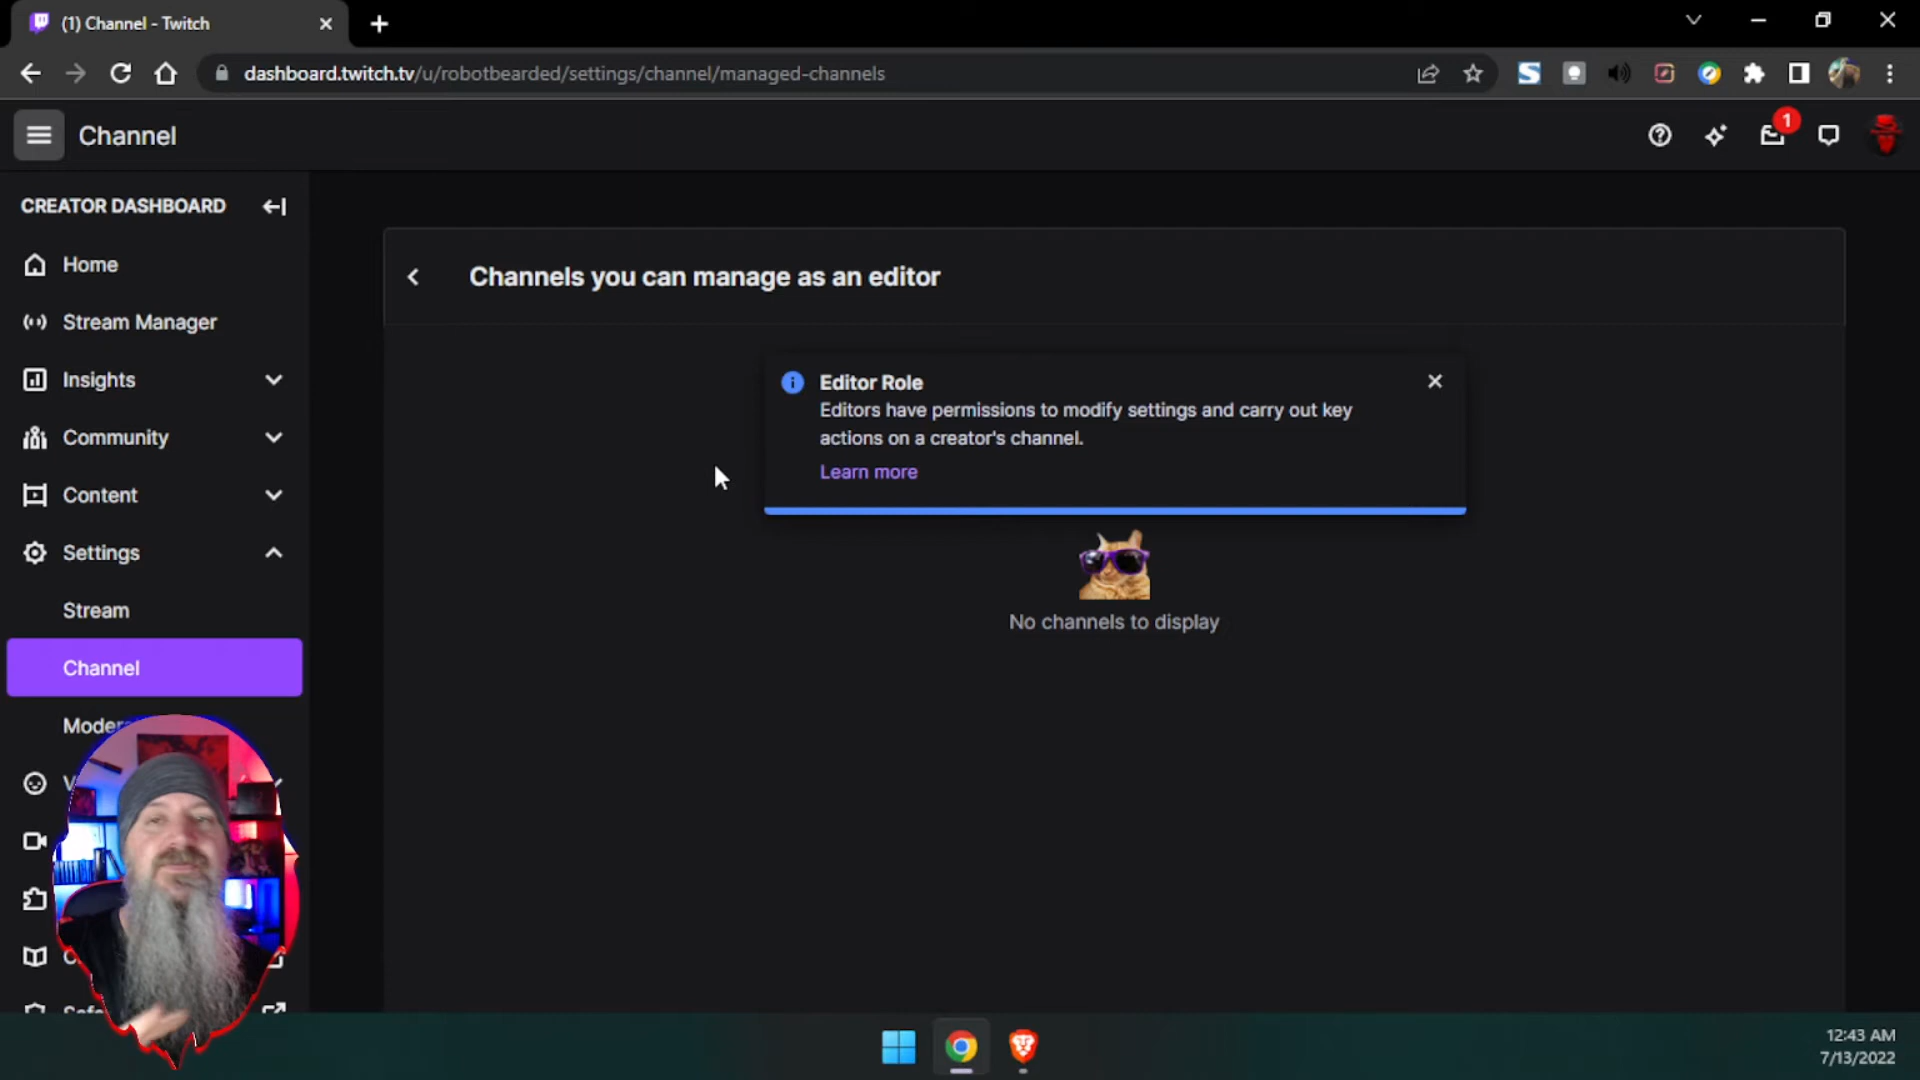 (1) Channel - Twitch
dashboard.twitch.tv/u/robotbearded/settings/channel/managed-channels
Channel
1
CREATOR DASHBOARD
Home
Stream Manager
Insights
Community
Content
Settings
Stream
Channel
Moder
Channels you can manage as an editor
Editor Role
Editors have permissions to modify settings and carry out key
actions on a creator's channel.
Learn more
No channels to display
12:43 AM
7/13/2022